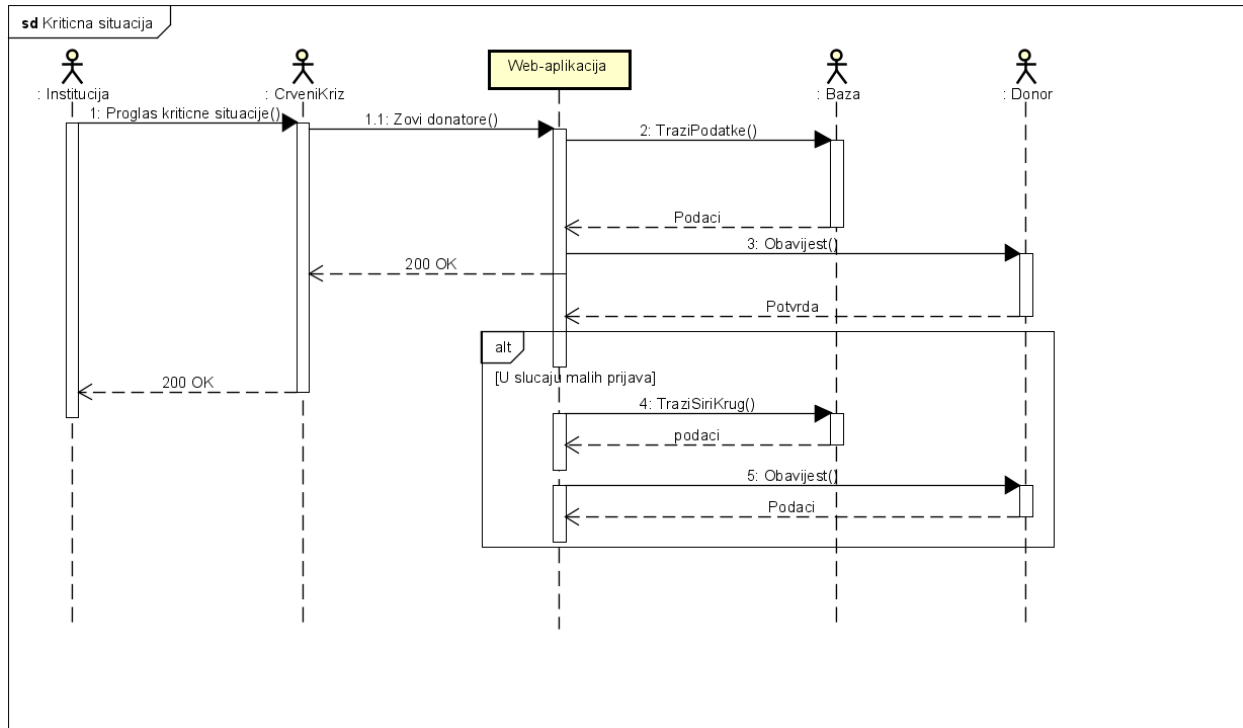 sd Kriticna situacija
: Institucija
: CrveniKriz
Web-aplikacija
: Baza
: Donor
1: Proglas kriticne situacije()
1.1: Zovi donatore()
2: TraziPodatke()
Podaci
3: Obavijest()
200 OK
Potvrda
alt
[U slucaju malih prijava]
200 OK
4: TraziSiriKrug()
podaci
5: Obavijest()
Podaci